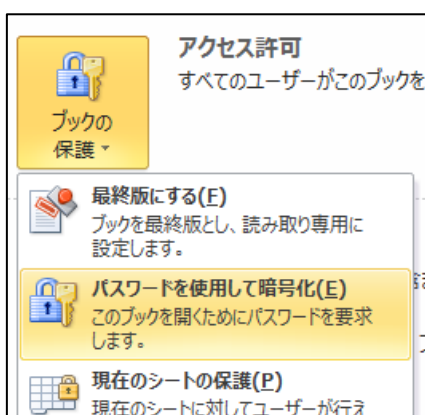 アクセス許可
すべてのユーザーがこのブックを
ブックの
保護
最終版にする(F)
ブックを最終版とし、読み取り専用に
設定します。
パスワードを使用して暗号化(E)
このブックを開くためにパスワードを要求
します。
現在のシートの保護(P)
現在のシートに対してユーザーが行え